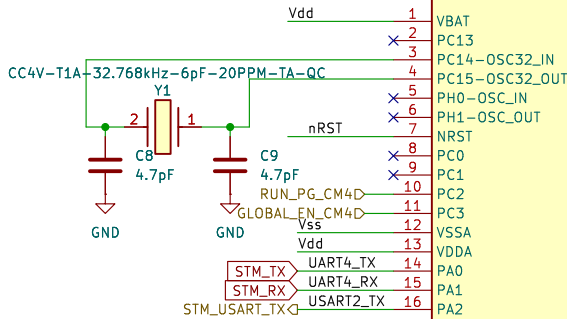 Vdd 1 VBAT
2 PC13
3 PC14-OSC32_IN
CC4V-T1A-32.768kHz-6pF-20PPM-TA-QC 4 PC15-OSC32_OUT
Y1
5 PH0-OSC_IN
2 1
6 PH1-OSC_OUT
nRST 7 NRST
C8 C9 8 PC0
4.7pF 4.7pF 9 PC1
RUN_PG_CM4 10 PC2
GLOBAL_EN_CM4 11 PC3
GND GND Vss 12 VSSA
Vdd 13 VDDA
STM_TX UART4_TX 14 PA0
STM_RX UART4_RX 15 PA1
STM_USART_TX USART2_TX 16 PA2